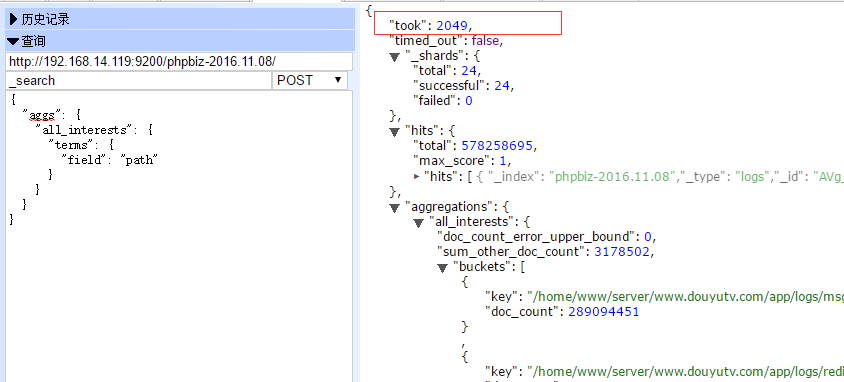 历史记录
查询
http://192.168.14.119:9200/phpbiz-2016.11.08/
_search POST
{
"aggs": {
"all_interests": {
"terms": {
"field": "path"
}
}
}
}
{
"took": 2049,
"timed_out": false,
"_shards": {
"total": 24,
"successful": 24,
"failed": 0
},
"hits": {
"total": 578258695,
"max_score": 1,
"hits": [ { "_index": "phpbiz-2016.11.08","_type": "logs","_id": "AVg_
},
"aggregations": {
"all_interests": {
"doc_count_error_upper_bound": 0,
"sum_other_doc_count": 3178502,
"buckets": [
{
"key": "/home/www/server/www.douyutv.com/app/logs/msg
"doc_count": 289094451
}
,
{
"key": "/home/www/server/www.douyutv.com/app/logs/redi